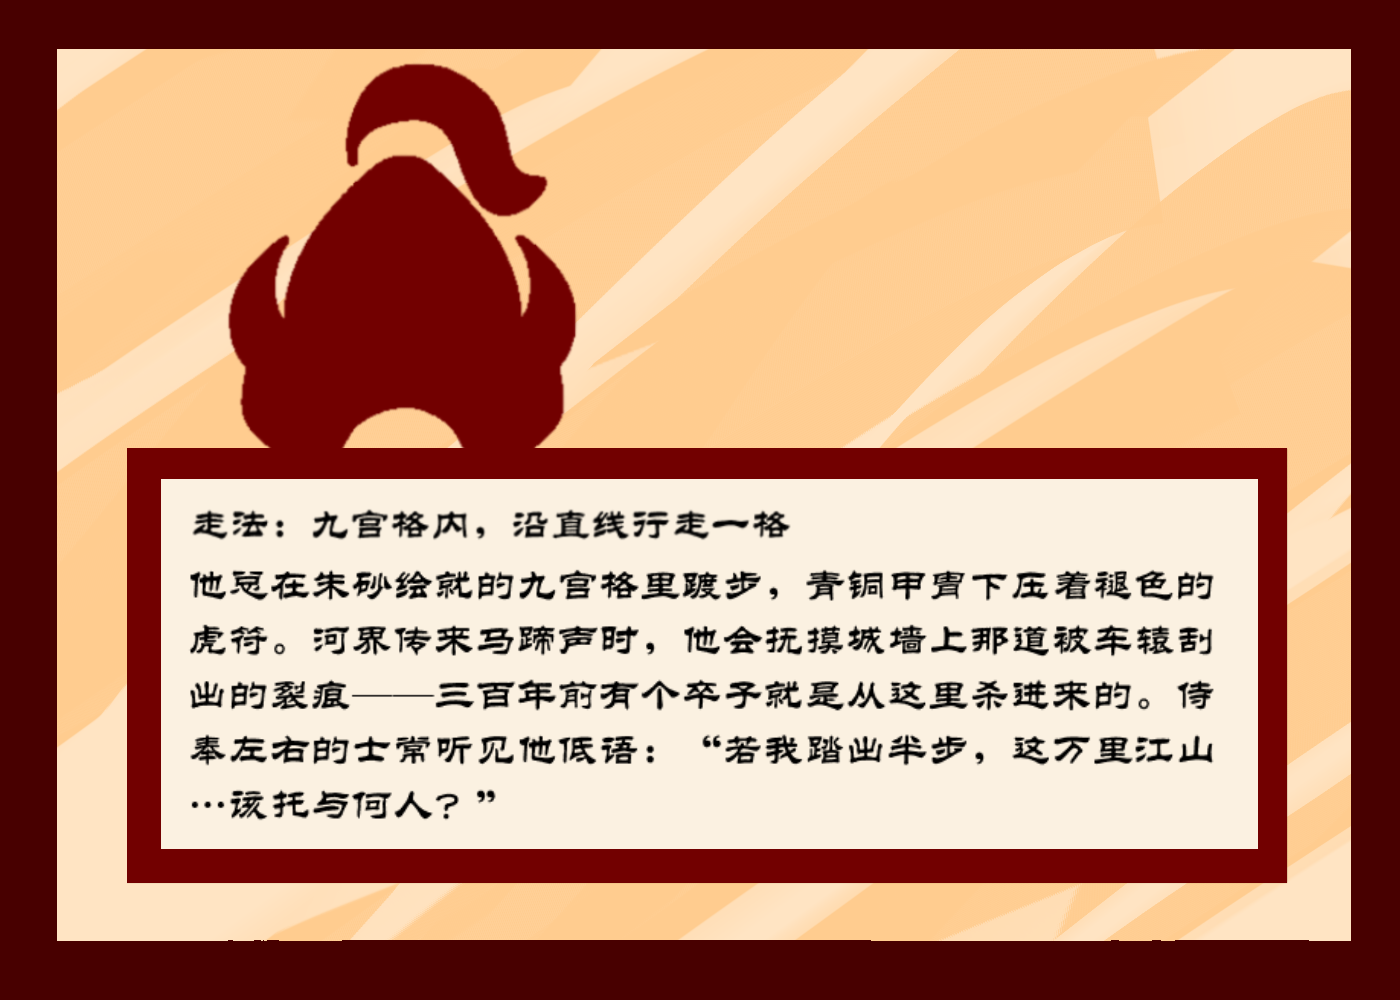 走法：九宫格内，沿直线行走一格
他总在朱砂绘就的九宫格里踱步，青铜甲胄下压着褪色的
虎符。河界传来马蹄声时，他会抚摸城墙上那道被车辕刮
出的裂痕——三百年前有个卒子就是从这里杀进来的。侍
奉左右的士常听见他低语：“若我踏出半步，这万里江山
…该托与何人？”